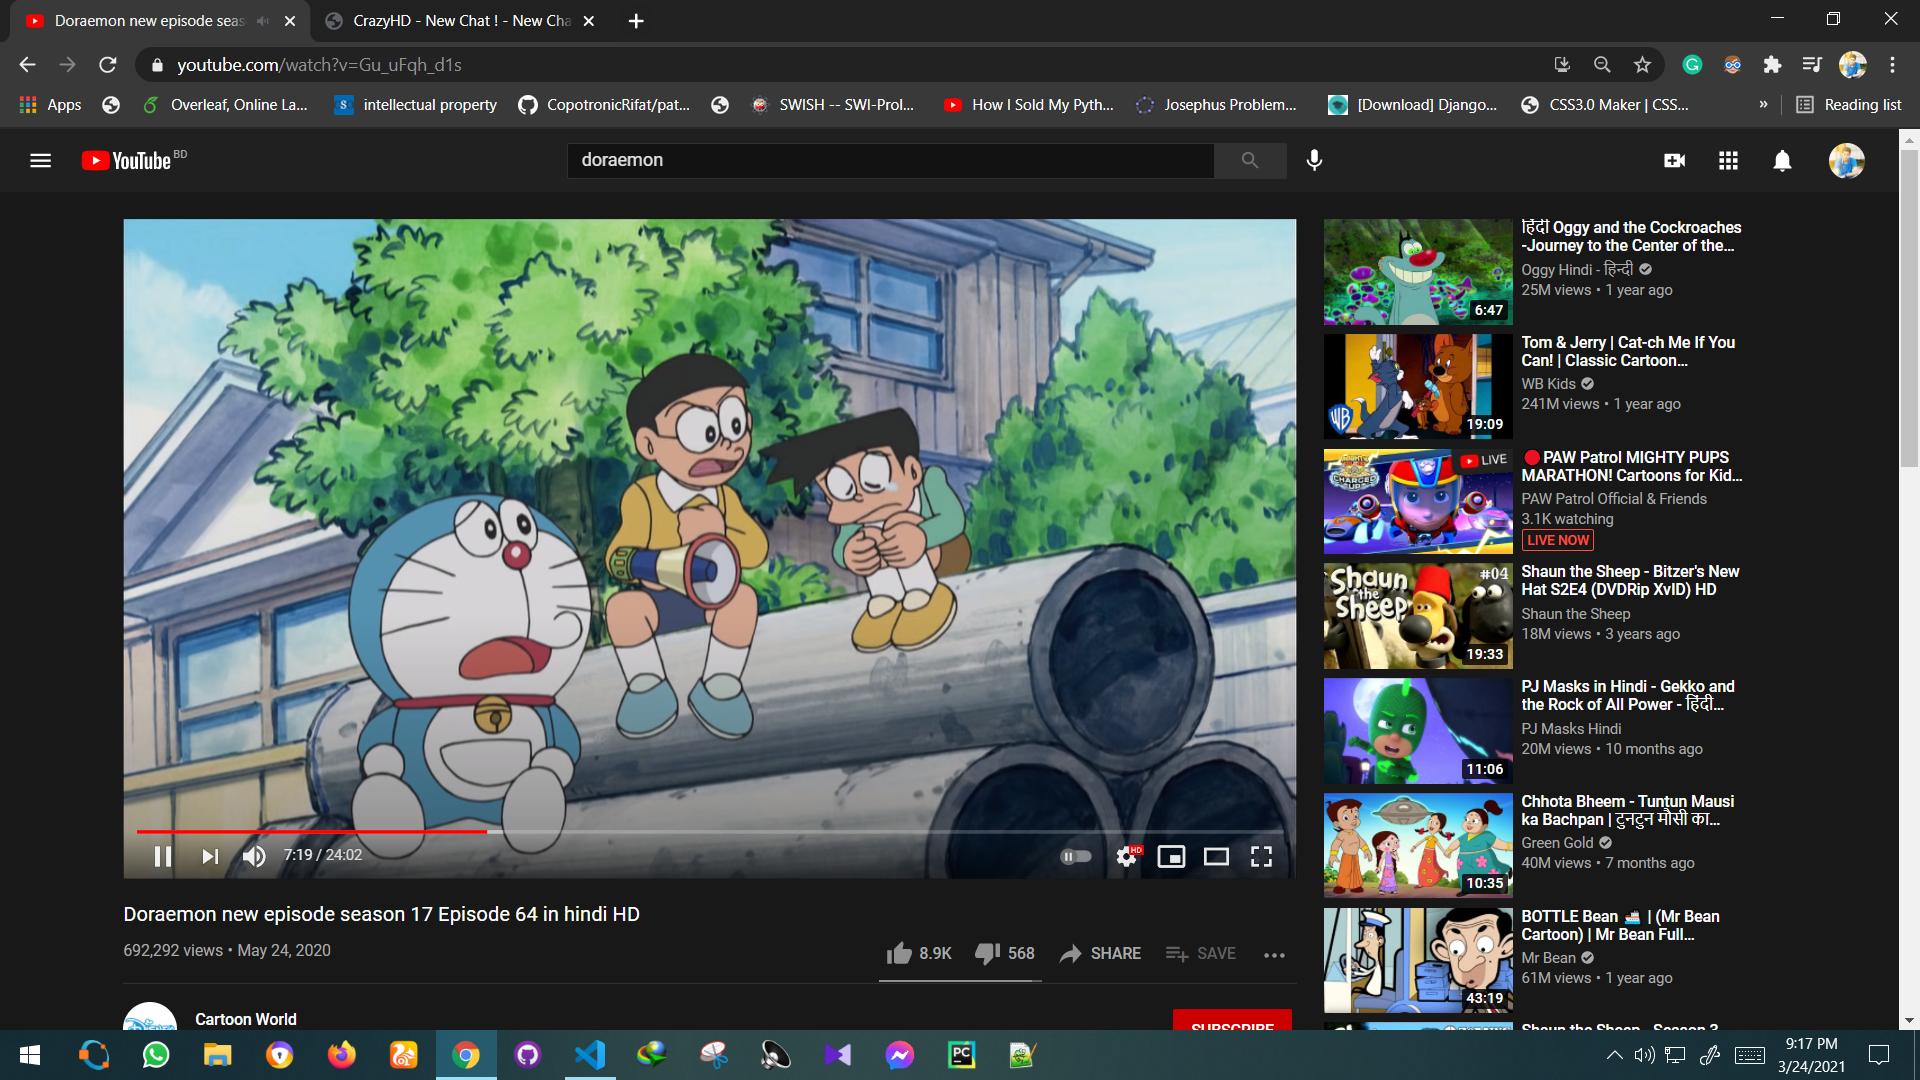 Doraemon new episode seas
CrazyHD - New Chat ! - New Cha
youtube.com/watch?v=Gu_uFqh_d1s
Apps
Overleaf, Online La...
intellectual property
CopotronicRifat/pat...
SWISH -- SWI-Prol...
How I Sold My Pyth...
Josephus Problem...
[Download] Django...
CSS3.0 Maker | CSS...
»
Reading list
YouTube BD
doraemon
हिंदी Oggy and the Cockroaches
-Journey to the Center of the...
Oggy Hindi - हिन्दी
25M views • 1 year ago
6:47
Tom & Jerry | Cat-ch Me If You
Can! | Classic Cartoon...
WB Kids
241M views • 1 year ago
WB
19:09
LIVE
PAW Patrol MIGHTY PUPS
MARATHON! Cartoons for Kid...
PAW Patrol Official & Friends
3.1K watching
LIVE NOW
CHARGED UP
Shaun the Sheep
#04
Shaun the Sheep - Bitzer's New
Hat S2E4 (DVDRip XviD) HD
Shaun the Sheep
18M views • 3 years ago
19:33
PJ Masks in Hindi - Gekko and
the Rock of All Power - हिंदी...
PJ Masks Hindi
20M views • 10 months ago
11:06
Chhota Bheem - Tuntun Mausi
ka Bachpan | टुनटुन मौसी का...
Green Gold
40M views • 7 months ago
10:35
BOTTLE Bean 🚢 | (Mr Bean
Cartoon) | Mr Bean Full...
Mr Bean
61M views • 1 year ago
43:19
Shaun the Sheep - Season 3
7:19 / 24:02
HD
Doraemon new episode season 17 Episode 64 in hindi HD
692,292 views • May 24, 2020
8.9K
568
SHARE
SAVE
Cartoon World
SUBSCRIBE
PC
9:17 PM
3/24/2021